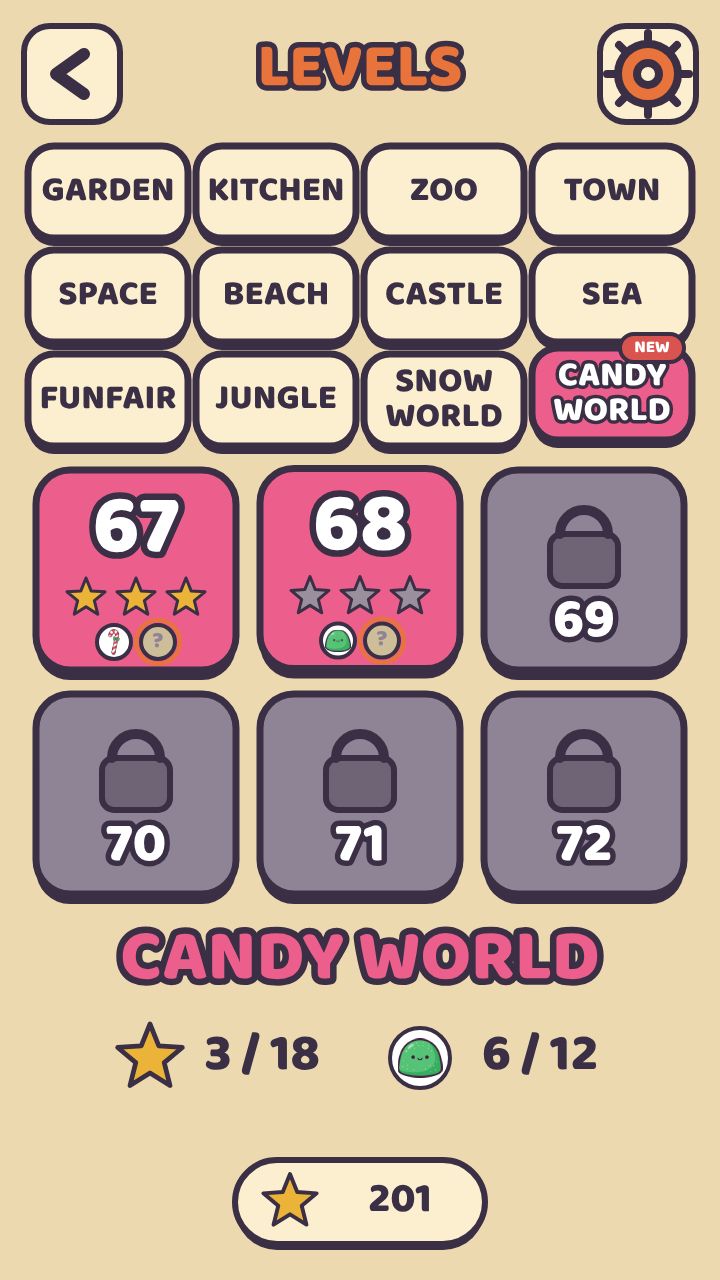 LEVELS
GARDEN
KITCHEN
ZOO
TOWN
SPACE
BEACH
CASTLE
SEA
NEW
FUNFAIR
JUNGLE
SNOW
WORLD
CANDY
WORLD
67
68
?
?
69
70
71
72
CANDY WORLD
3 / 18
6 / 12
201